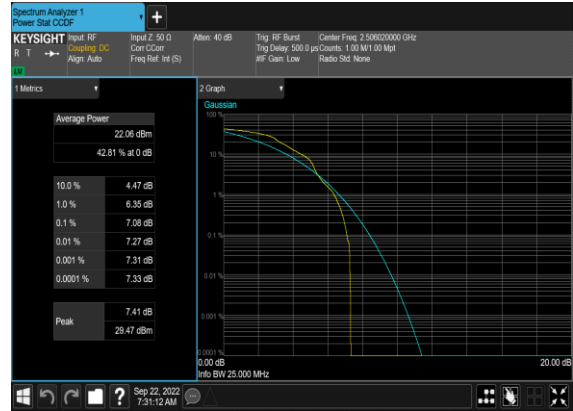 Spectrum Analyzer 1
Power Stat CCDF
+
KEYSIGHT
R T
LXI
Input: RF
Coupling: DC
Align: Auto
Input Z: 50 Ω
Corr CCorr
Freq Ref: Int (S)
Atten: 40 dB
Trig: RF Burst
Trig Delay: 500.0 µs
#IF Gain: Low
Center Freq: 2.506020000 GHz
Counts: 1.00 M/1.00 Mpt
Radio Std: None
1 Metrics
Average Power
22.06 dBm
42.81 % at 0 dB
10.0 % 4.47 dB
1.0 % 6.35 dB
0.1 % 7.08 dB
0.01 % 7.27 dB
0.001 % 7.31 dB
0.0001 % 7.33 dB
Peak
7.41 dB
29.47 dBm
2 Graph
Gaussian
100 %
10 %
1 %
0.1 %
0.01 %
0.001 %
0.0001 %
0.00 dB 20.00 dB
Info BW 25.000 MHz
?
Sep 22, 2022
7:31:12 AM